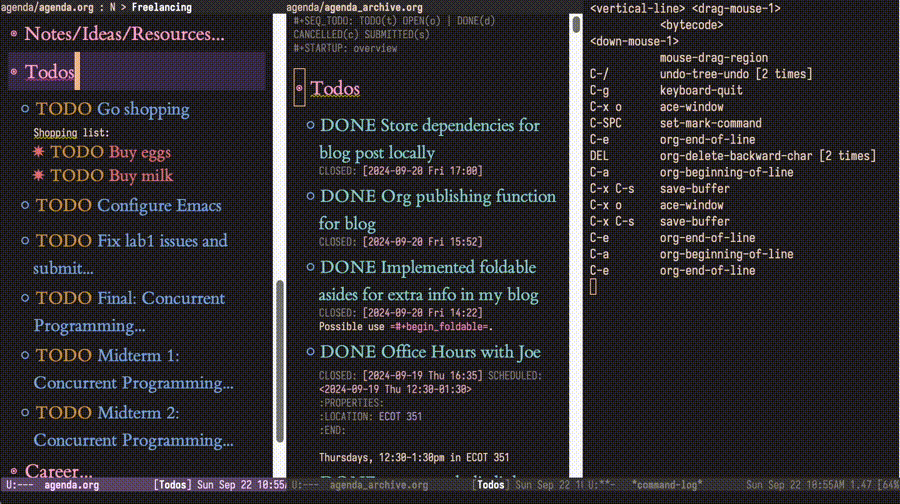 agenda/agenda.org : N > Freelancing
Notes/Ideas/Resources...
Todos
TODO Go shopping
Shopping list:
TODO Buy eggs
TODO Buy milk
TODO Configure Emacs
TODO Fix lab1 issues and
submit...
TODO Final: Concurrent
Programming...
TODO Midterm 1:
Concurrent Programming...
TODO Midterm 2:
Concurrent Programming...
Career...
U:--- agenda.org [Todos] Sun Sep 22 10:55
agenda/agenda_archive.org
#+SEQ_TODO: TODO(t) OPEN(o) | DONE(d)
CANCELLED(c) SUBMITTED(s)
#+STARTUP: overview
Todos
DONE Store dependencies for
blog post locally
CLOSED: [2024-09-20 Fri 17:00]
DONE Org publishing function
for blog
CLOSED: [2024-09-20 Fri 15:52]
DONE Implemented foldable
asides for extra info in my blog
CLOSED: [2024-09-20 Fri 14:22]
Possible use =#+begin_foldable=.
DONE Office Hours with Joe
CLOSED: [2024-09-19 Thu 16:35] SCHEDULED:
<2024-09-19 Thu 12:30-01:30>
:PROPERTIES:
:LOCATION: ECOT 351
:END:
Thursdays, 12:30-1:30pm in ECOT 351
U:--- agenda_archive.org [Todos] Sun Sep 22 1
<vertical-line> <drag-mouse-1>
<bytecode>
<down-mouse-1>
mouse-drag-region
C-/ undo-tree-undo [2 times]
C-g keyboard-quit
C-x o ace-window
C-SPC set-mark-command
C-e org-end-of-line
DEL org-delete-backward-char [2 times]
C-a org-beginning-of-line
C-x C-s save-buffer
C-x o ace-window
C-x C-s save-buffer
C-e org-end-of-line
C-a org-beginning-of-line
C-e org-end-of-line
U:**- *command-log* Sun Sep 22 10:55AM 1.47 [64%